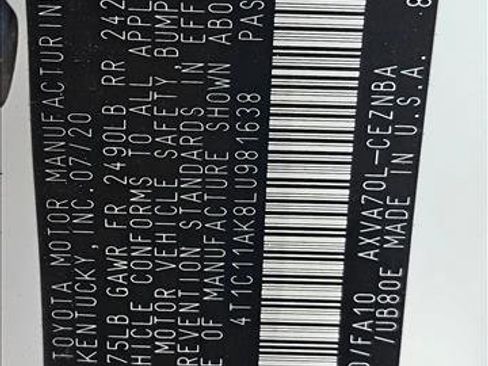 TOYOTA MOTOR MANUFACTURIN
KENTUCKY, INC. 07/20
75LB GAWR FR 2490LB RR 242
HICLE CONFORMS TO ALL APPL
MOTOR VEHICLE SAFETY BUMP
REVENTION STANDARDS IN EFF
E OF MANUFACTURE SHOWN ABO
4T1C11AK8LU981638 PAS
/FA10 AXVA70L-CEZNBA
/UB80E MADE IN U.S.A.